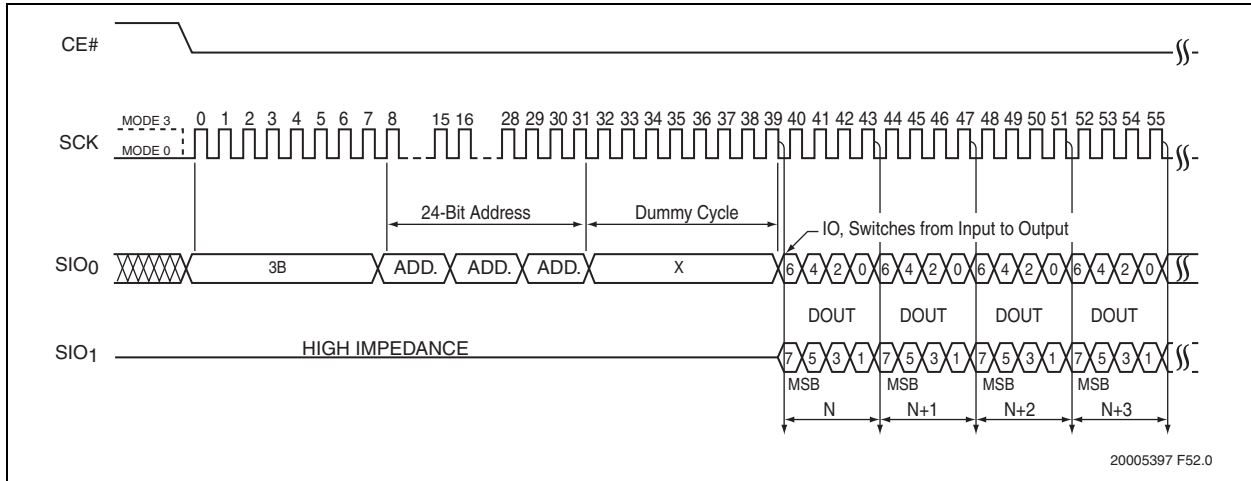 CE#
MODE 3
0 1 2 3 4 5 6 7 8 15 16 28 29 30 31 32 33 34 35 36 37 38 39 40 41 42 43 44 45 46 47 48 49 50 51 52 53 54 55
SCK
MODE 0
24-Bit Address Dummy Cycle
IO, Switches from Input to Output
SIO0 3B ADD. ADD. ADD. X 6 4 2 0 6 4 2 0 6 4 2 0 6 4 2 0
DOUT DOUT DOUT DOUT
SIO1 HIGH IMPEDANCE 7 5 3 1 7 5 3 1 7 5 3 1 7 5 3 1
MSB MSB MSB MSB
N N+1 N+2 N+3
20005397 F52.0